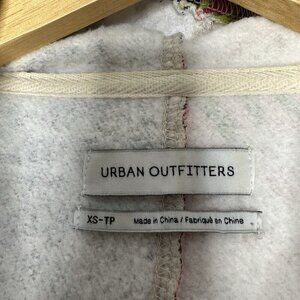 URBAN OUTFITTERS
XS-TP Made in China / Fabriqué en Chine